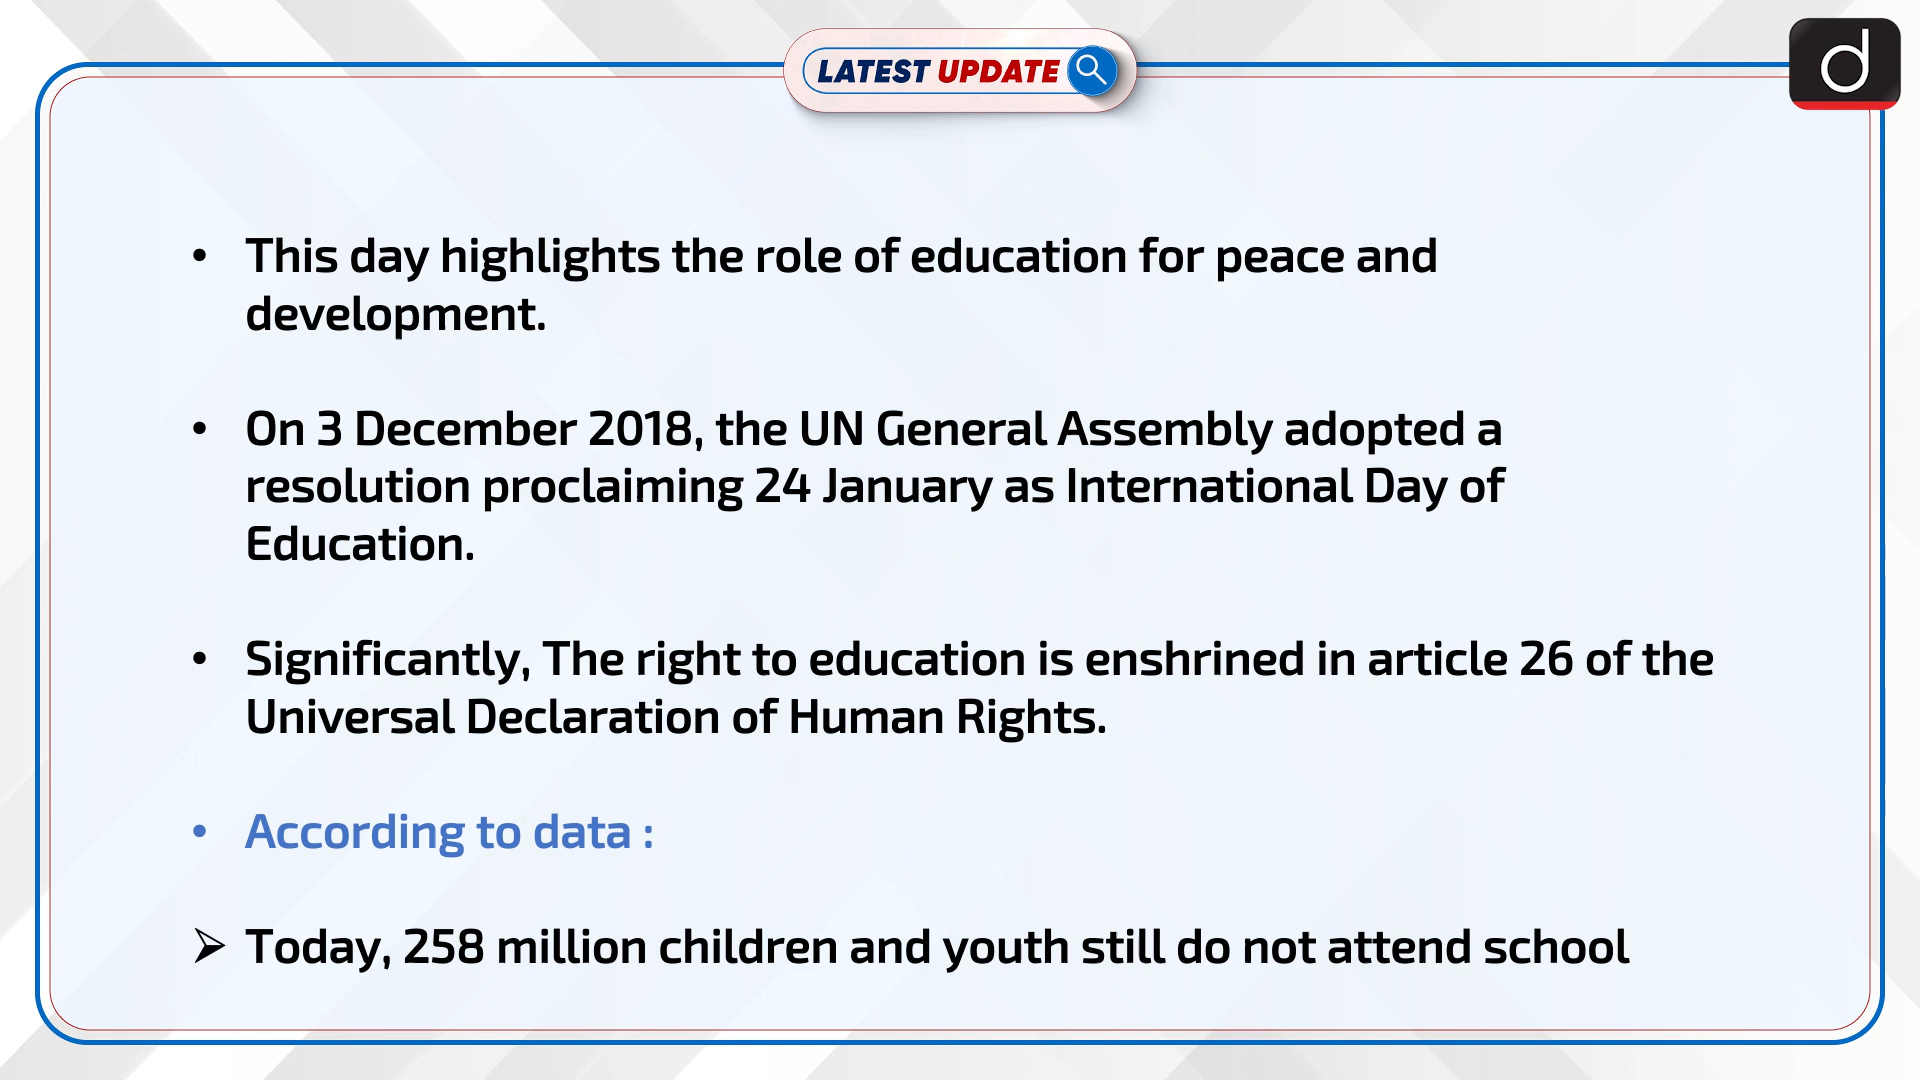 LATEST UPDATE
d
• This day highlights the role of education for peace and
development.
• On 3 December 2018, the UN General Assembly adopted a
resolution proclaiming 24 January as International Day of
Education.
• Significantly, The right to education is enshrined in article 26 of the
Universal Declaration of Human Rights.
• According to data :
➢ Today, 258 million children and youth still do not attend school